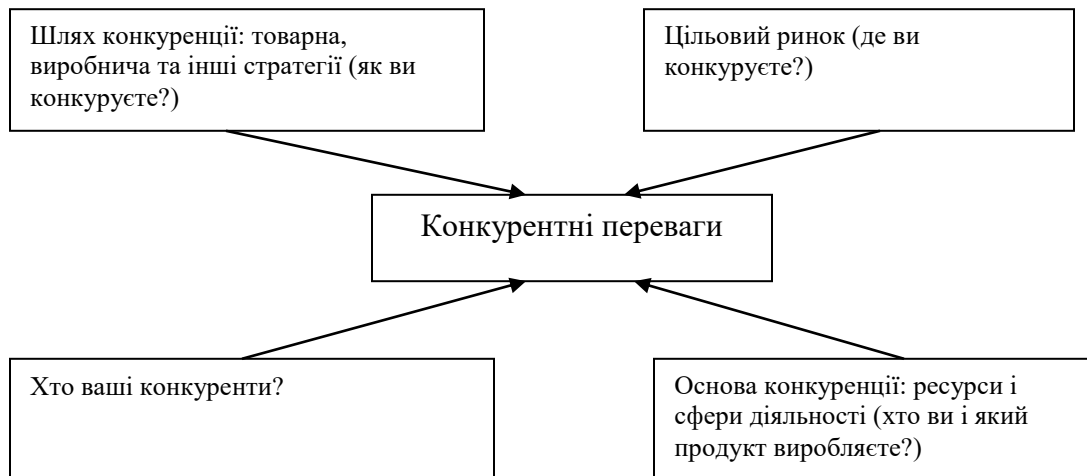 Шлях конкуренції: товарна,
виробнича та інші стратегії (як ви
конкуруєте?)
Цільовий ринок (де ви
конкуруєте?)
Конкурентні переваги
Хто ваші конкуренти?
Основа конкуренції: ресурси і
сфери діяльності (хто ви і який
продукт виробляєте?)